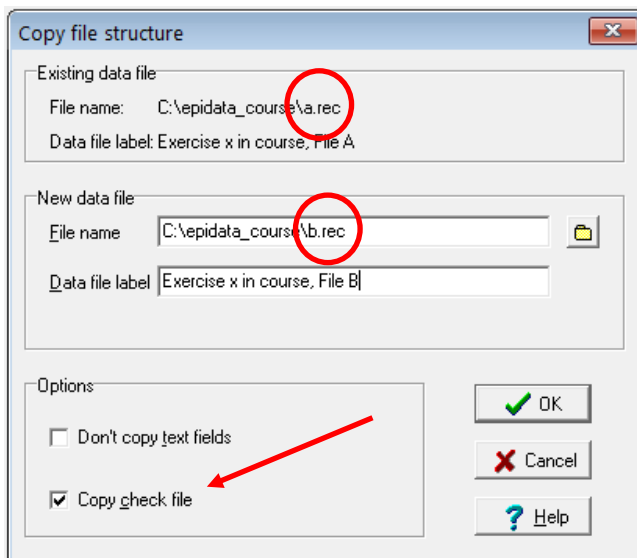 Copy file structure
Existing data file
File name: C:\epidata_course\a.rec
Data file label: Exercise x in course, File A
New data file
File name C:\epidata_course\b.rec
Data file label Exercise x in course, File B
Options
Don't copy text fields
Copy check file
OK
Cancel
Help